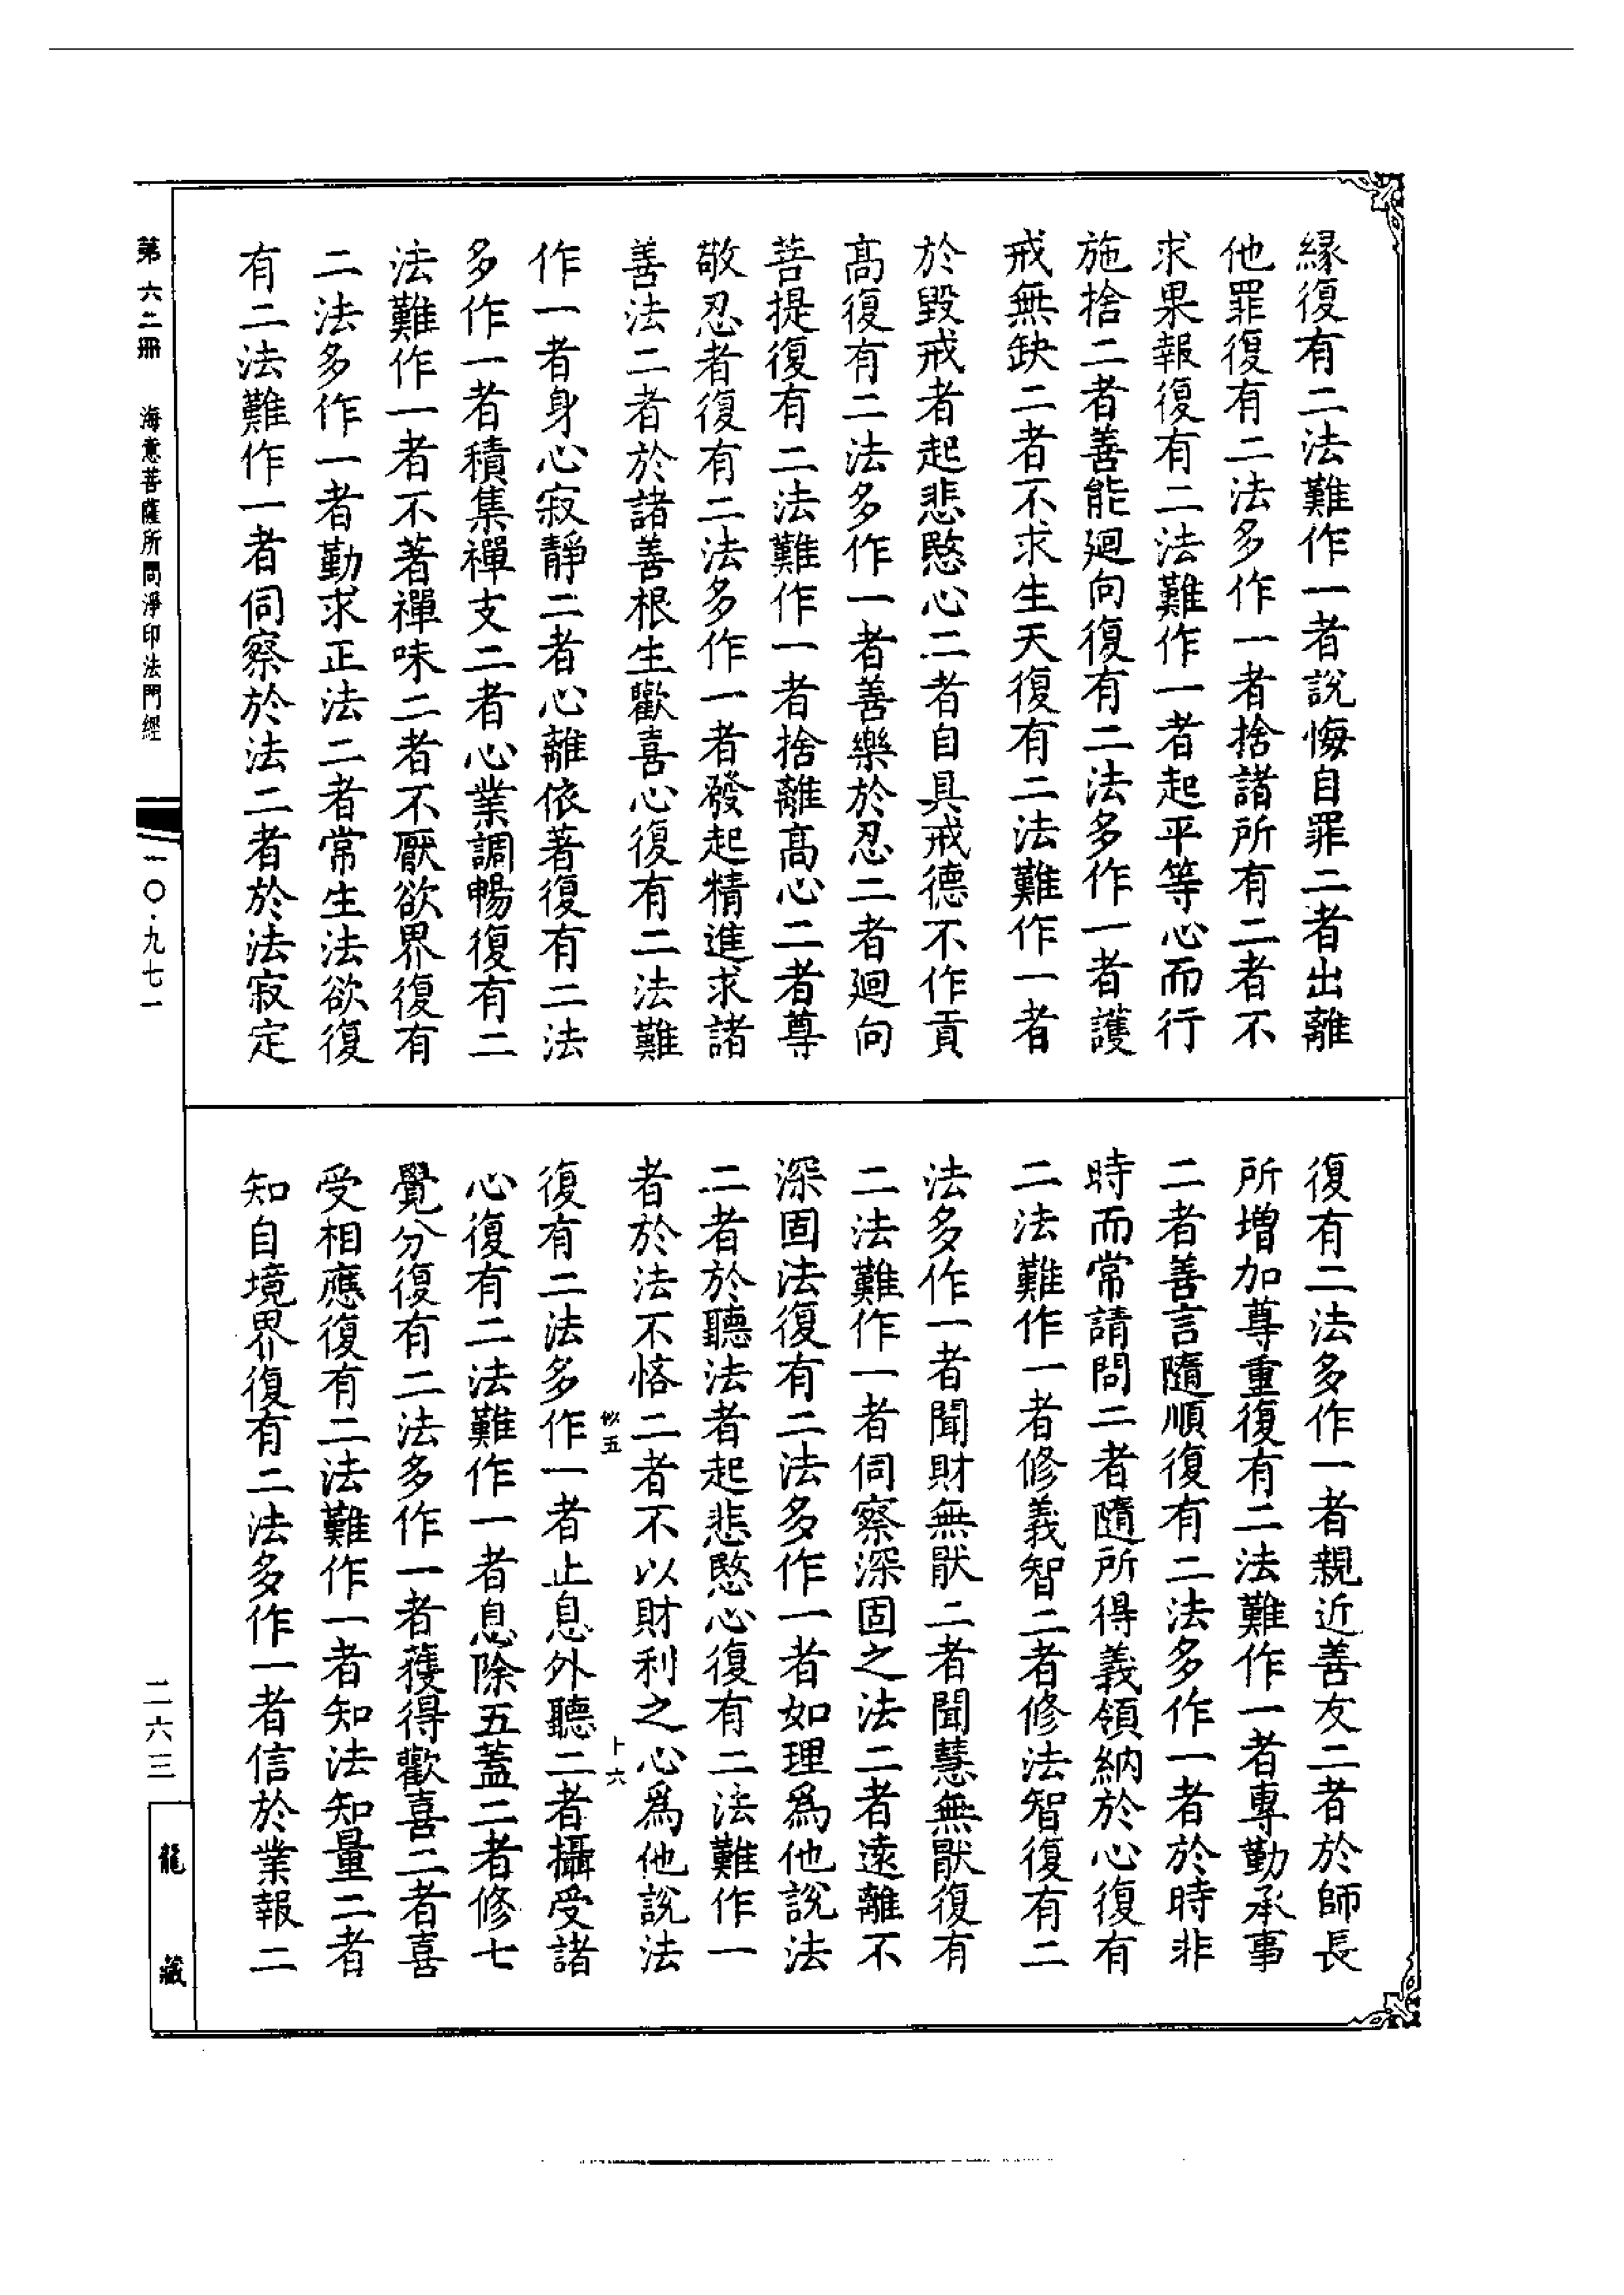 緣復有二法難作一者說悔自罪二者出離
他罪復有二法多作一者捨諸所有二者不
求果報復有二法難作一者起平等心而行
施捨二者善能迴向復有二法多作一者護
戒無缺二者不求生天復有二法難作一者
於毀戒者起悲愍心二者自具戒德不作貢
高復有二法多作一者善樂於忍二者迴向
菩提復有二法難作一者捨離高心二者尊
敬忍者復有二法多作一者發起精進求諸
善法二者於諸善根生歡喜心復有二法難
作一者身心寂靜二者心離依著復有二法
多作一者積集禪支二者心業調暢復有二
法難作一者不著禪味二者不厭欲界復有
二法多作一者勤求正法二者常生法欲復
有二法難作一者伺察於法二者於法寂定
復有二法多作一者親近善友二者於師長
所增加尊重復有二法難作一者專勤承事
二者善言隨順復有二法多作一者於時非
時而常請問二者隨所得義領納於心復有
二法難作一者修義智二者修法智復有二
法多作一者聞財無猒二者聞慧無猒復有
二法難作一者伺察深固之法二者遠離不
深固法復有二法多作一者如理爲他說法
二者於聽法者起悲愍心復有二法難作一
者於法不悋二者不以財利之心爲他說法
復有二法多作一者止息外聽二者攝受諸
心復有二法難作一者息除五蓋二者修七
覺分復有二法多作一者獲得歡喜二者喜
受相應復有二法難作一者知法知量二者
知自境界復有二法多作一者信於業報二
第六二冊 海意菩薩所問淨印法門經
一〇·九七一
二六三
龍藏